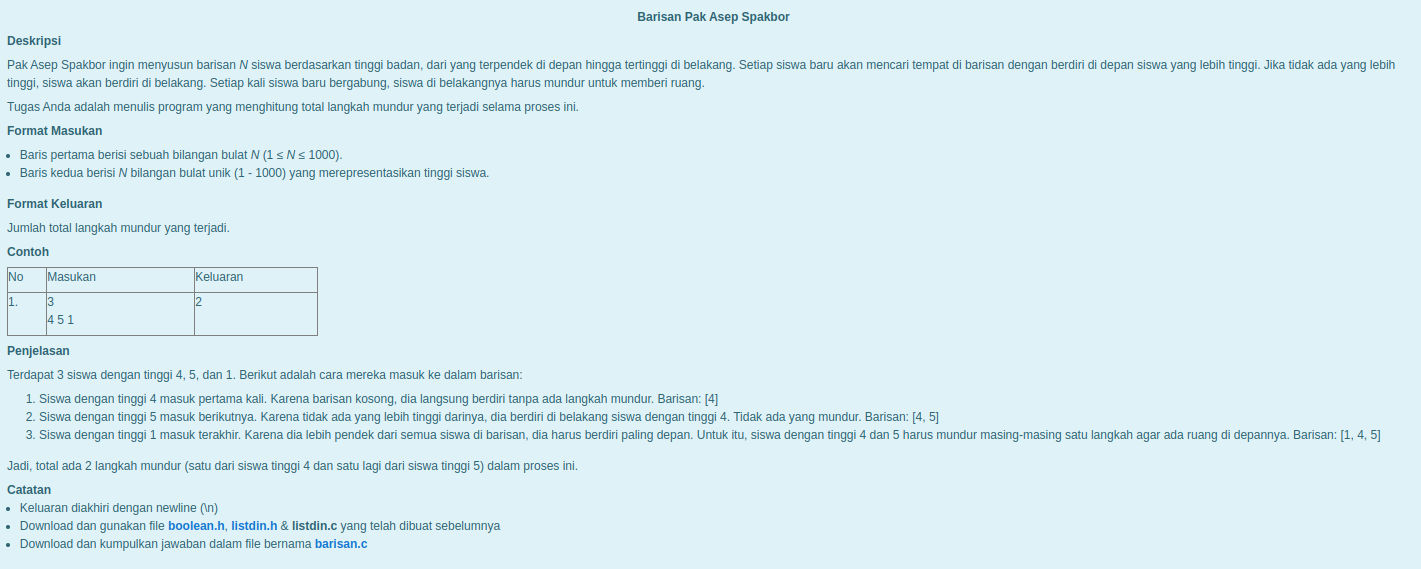 Barisan Pak Asep Spakbor
Deskripsi
Pak Asep Spakbor ingin menyusun barisan N siswa berdasarkan tinggi badan, dari yang terpendek di depan hingga tertinggi di belakang. Setiap siswa baru akan mencari tempat di barisan dengan berdiri di depan siswa yang lebih tinggi. Jika tidak ada yang lebih
tinggi, siswa akan berdiri di belakang. Setiap kali siswa baru bergabung, siswa di belakangnya harus mundur untuk memberi ruang.
Tugas Anda adalah menulis program yang menghitung total langkah mundur yang terjadi selama proses ini.
Format Masukan
• Baris pertama berisi sebuah bilangan bulat N (1 ≤ N ≤ 1000).
• Baris kedua berisi N bilangan bulat unik (1 - 1000) yang merepresentasikan tinggi siswa.
Format Keluaran
Jumlah total langkah mundur yang terjadi.
Contoh
No Masukan Keluaran
1. 3 2
4 5 1
Penjelasan
Terdapat 3 siswa dengan tinggi 4, 5, dan 1. Berikut adalah cara mereka masuk ke dalam barisan:
1. Siswa dengan tinggi 4 masuk pertama kali. Karena barisan kosong, dia langsung berdiri tanpa ada langkah mundur. Barisan: [4]
2. Siswa dengan tinggi 5 masuk berikutnya. Karena tidak ada yang lebih tinggi darinya, dia berdiri di belakang siswa dengan tinggi 4. Tidak ada yang mundur. Barisan: [4, 5]
3. Siswa dengan tinggi 1 masuk terakhir. Karena dia lebih pendek dari semua siswa di barisan, dia harus berdiri paling depan. Untuk itu, siswa dengan tinggi 4 dan 5 harus mundur masing-masing satu langkah agar ada ruang di depannya. Barisan: [1, 4, 5]
Jadi, total ada 2 langkah mundur (satu dari siswa tinggi 4 dan satu lagi dari siswa tinggi 5) dalam proses ini.
Catatan
• Keluaran diakhiri dengan newline (\n)
• Download dan gunakan file boolean.h, listdin.h & listdin.c yang telah dibuat sebelumnya
• Download dan kumpulkan jawaban dalam file bernama barisan.c